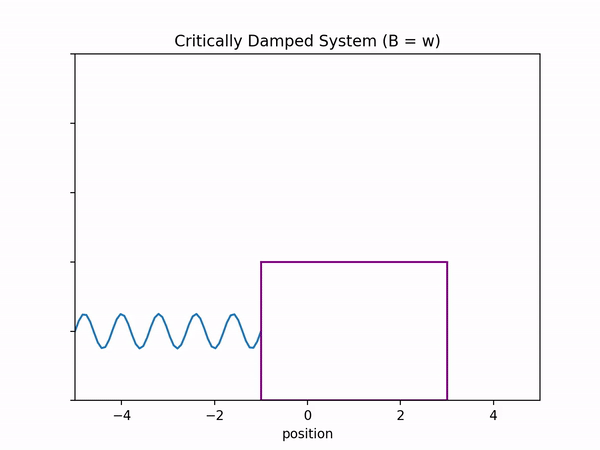 Critically Damped System (B = w)
−4 −2 0 2 4
position